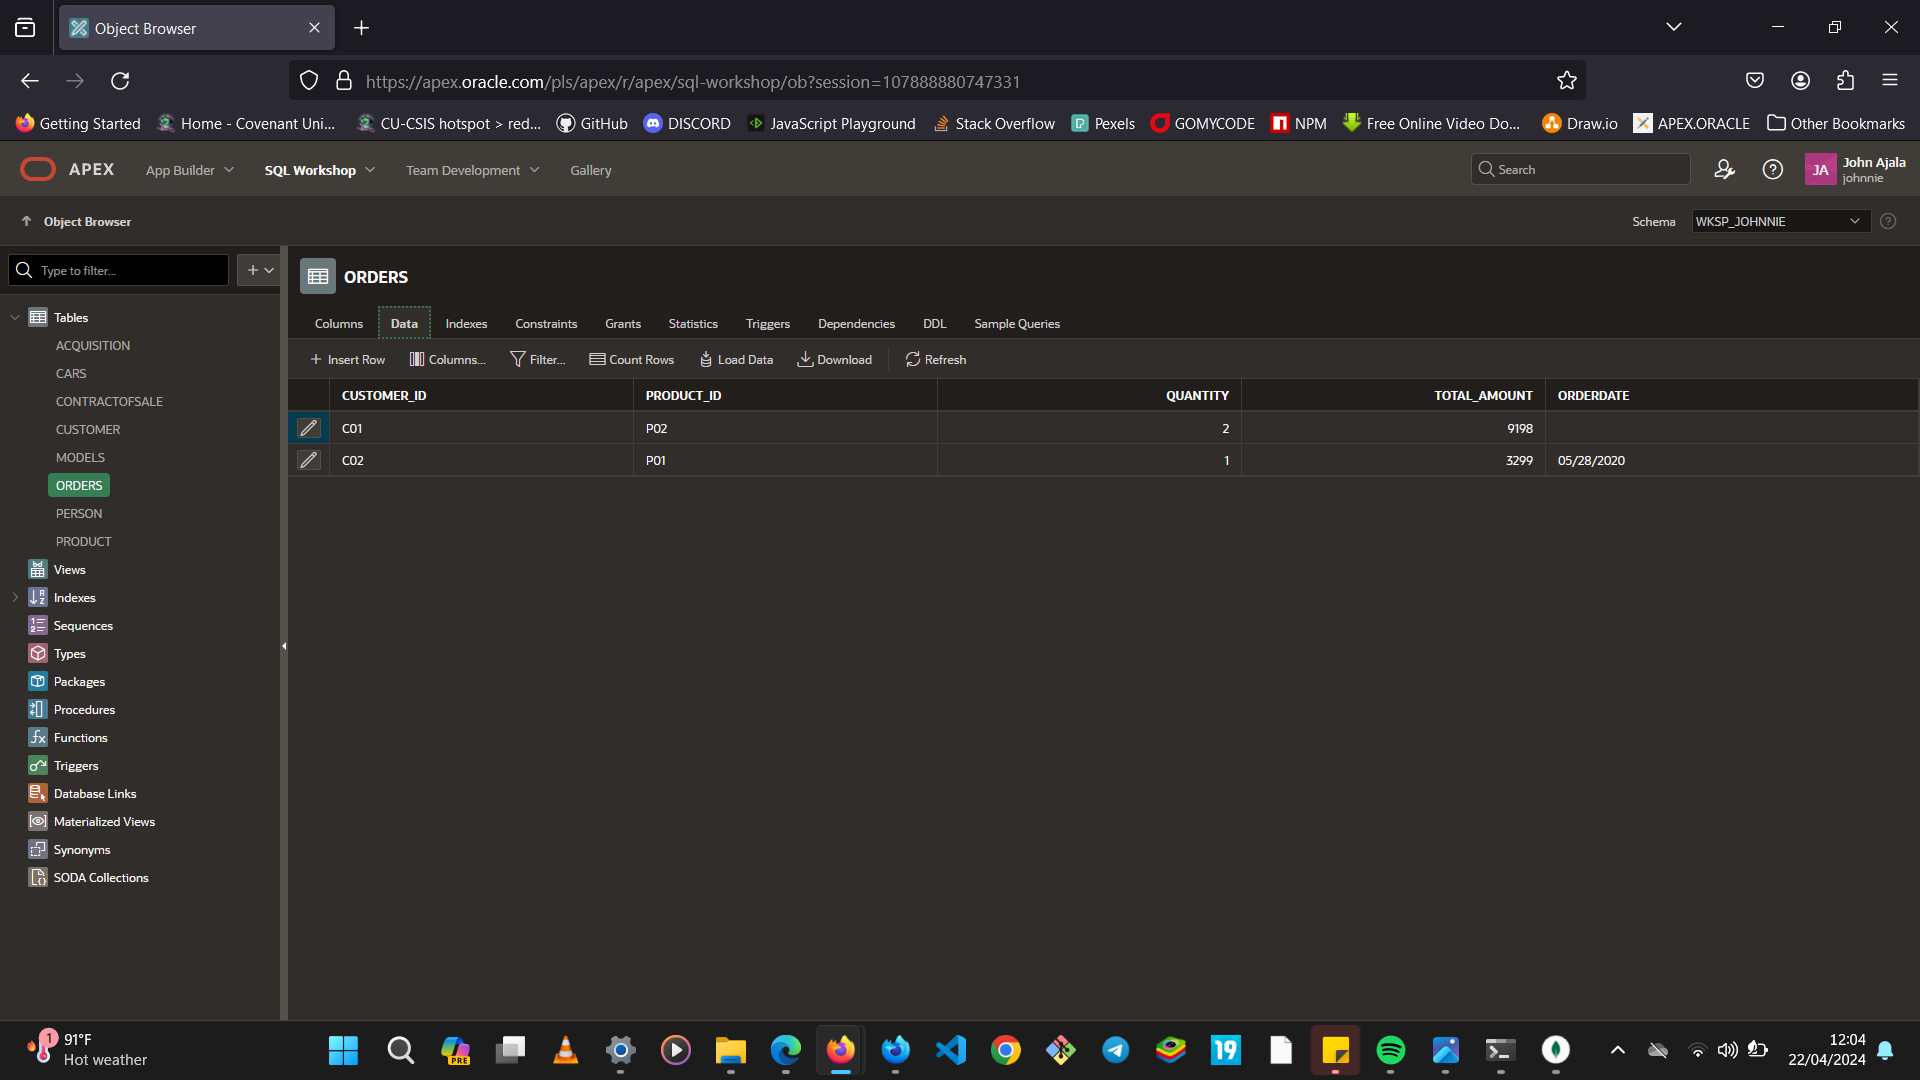 Object Browser
https://apex.oracle.com/pls/apex/r/apex/sql-workshop/ob?session=107888880747331
Getting Started Home - Covenant Uni... CU-CSIS hotspot > red... GitHub DISCORD JavaScript Playground Stack Overflow Pexels GOMYCODE NPM Free Online Video Do... Draw.io APEX.ORACLE Other Bookmarks
APEX App Builder SQL Workshop Team Development Gallery Search JA John Ajala
johnnie
Object Browser Schema WKSP_JOHNNIE
Type to filter...
ORDERS
Columns Data Indexes Constraints Grants Statistics Triggers Dependencies DDL Sample Queries
Insert Row Columns... Filter... Count Rows Load Data Download Refresh
CUSTOMER_ID PRODUCT_ID QUANTITY TOTAL_AMOUNT ORDERDATE
C01 P02 2 9198
C02 P01 1 3299 05/28/2020
Tables
ACQUISITION
CARS
CONTRACTOFSALE
CUSTOMER
MODELS
ORDERS
PERSON
PRODUCT
Views
Indexes
Sequences
Types
Packages
Procedures
Functions
Triggers
Database Links
Materialized Views
Synonyms
SODA Collections
1
91°F
Hot weather
PRE
19
12:04
22/04/2024